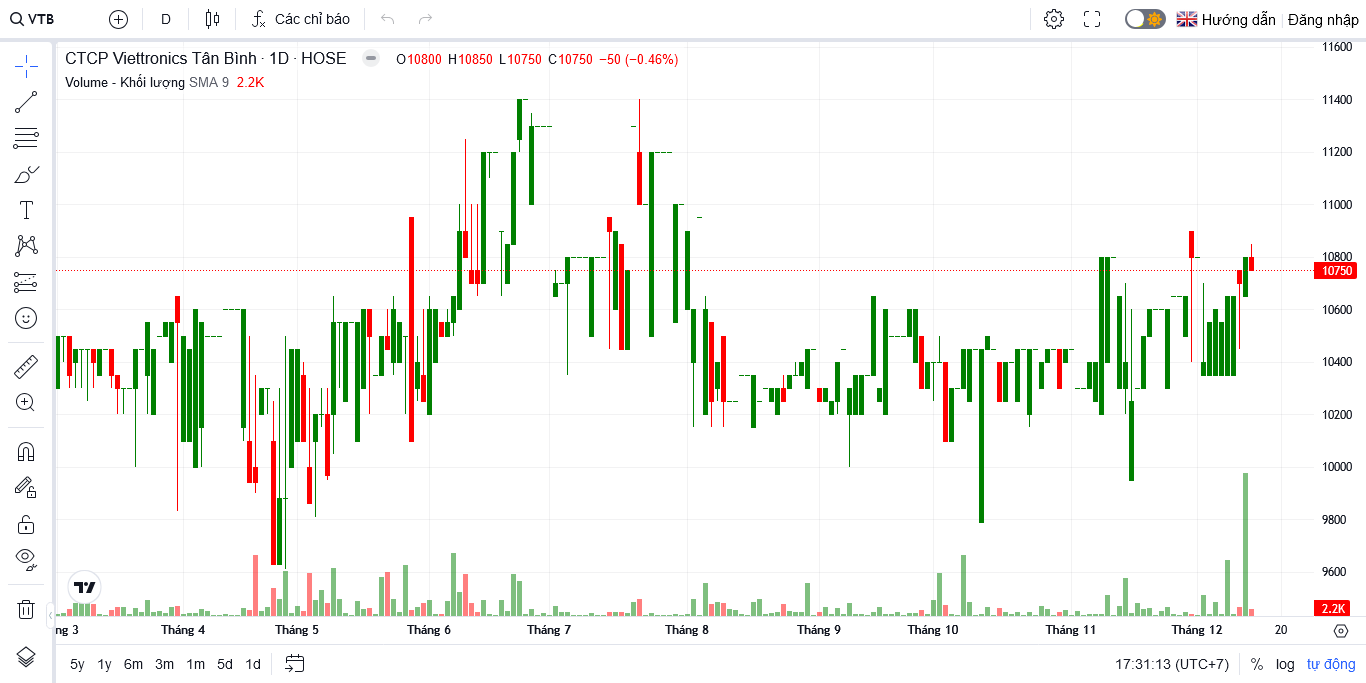 VTB D Các chỉ báo Hướng dẫn Đăng nhập
CTCP Viettronics Tân Bình · 1D · HOSE O10800 H10850 L10750 C10750 −50 (−0.46%)
Volume - Khối lượng SMA 9 2.2K
11600
11400
11200
11000
10800
10750
10600
10400
10200
10000
9800
9600
2.2K
ng 3 Tháng 4 Tháng 5 Tháng 6 Tháng 7 Tháng 8 Tháng 9 Tháng 10 Tháng 11 Tháng 12 20
5y 1y 6m 3m 1m 5d 1d 17:31:13 (UTC+7) % log tự động